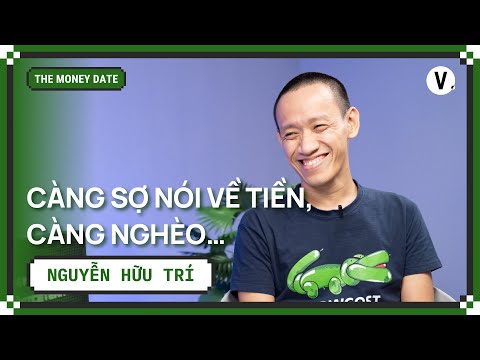 THE MONEY DATE
V.
CÀNG SỢ NÓI VỀ TIỀN,
CÀNG NGHÈO...
NGUYỄN HỮU TRÍ